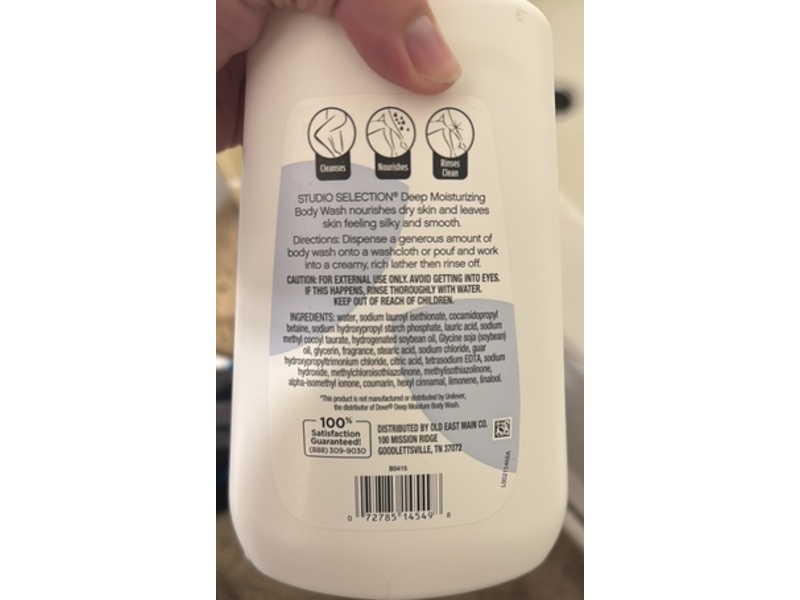 Cleanses
Nourishes
Rinses
Clean
STUDIO SELECTION® Deep Moisturizing
Body Wash nourishes dry skin and leaves
skin feeling silky and smooth.
Directions: Dispense a generous amount of
body wash onto a washcloth or pouf and work
into a creamy, rich lather then rinse off.
CAUTION: FOR EXTERNAL USE ONLY. AVOID GETTING INTO EYES.
IF THIS HAPPENS, RINSE THOROUGHLY WITH WATER.
KEEP OUT OF REACH OF CHILDREN.
INGREDIENTS: water, sodium lauroyl isethionate, cocamidopropyl
betaine, sodium hydroxypropyl starch phosphate, lauric acid, sodium
methyl cocoyl taurate, hydrogenated soybean oil, Glycine soja (soybean)
oil, glycerin, fragrance, stearic acid, sodium chloride, guar
hydroxypropyltrimonium chloride, citric acid, tetrasodium EDTA, sodium
hydroxide, methylchloroisothiazolinone, methylisothiazolinone,
alpha-isomethyl ionone, coumarin, hexyl cinnamal, limonene, linalool.
*This product is not manufactured or distributed by Unilever,
the distributor of Dove® Deep Moisture Body Wash.
100%
Satisfaction
Guaranteed!
(888) 309-9030
DISTRIBUTED BY OLD EAST MAIN CO.
100 MISSION RIDGE
GOODLETTSVILLE, TN 37072
B0415
0 72785 14549 8